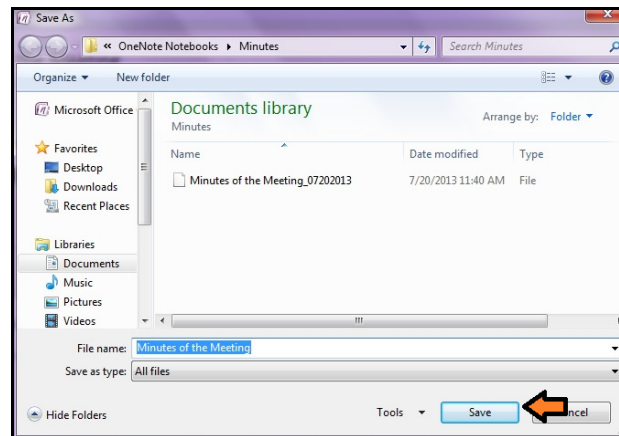 Save As
« OneNote Notebooks ▸ Minutes
Search Minutes
Organize ▾ New folder
Microsoft Office
Documents library
Minutes
Arrange by: Folder ▾
Favorites
Desktop
Downloads
Recent Places
Name Date modified Type
Minutes of the Meeting_07202013 7/20/2013 11:40 AM File
Libraries
Documents
Music
Pictures
Videos
File name: Minutes of the Meeting
Save as type: All files
Hide Folders
Tools ▾ Save